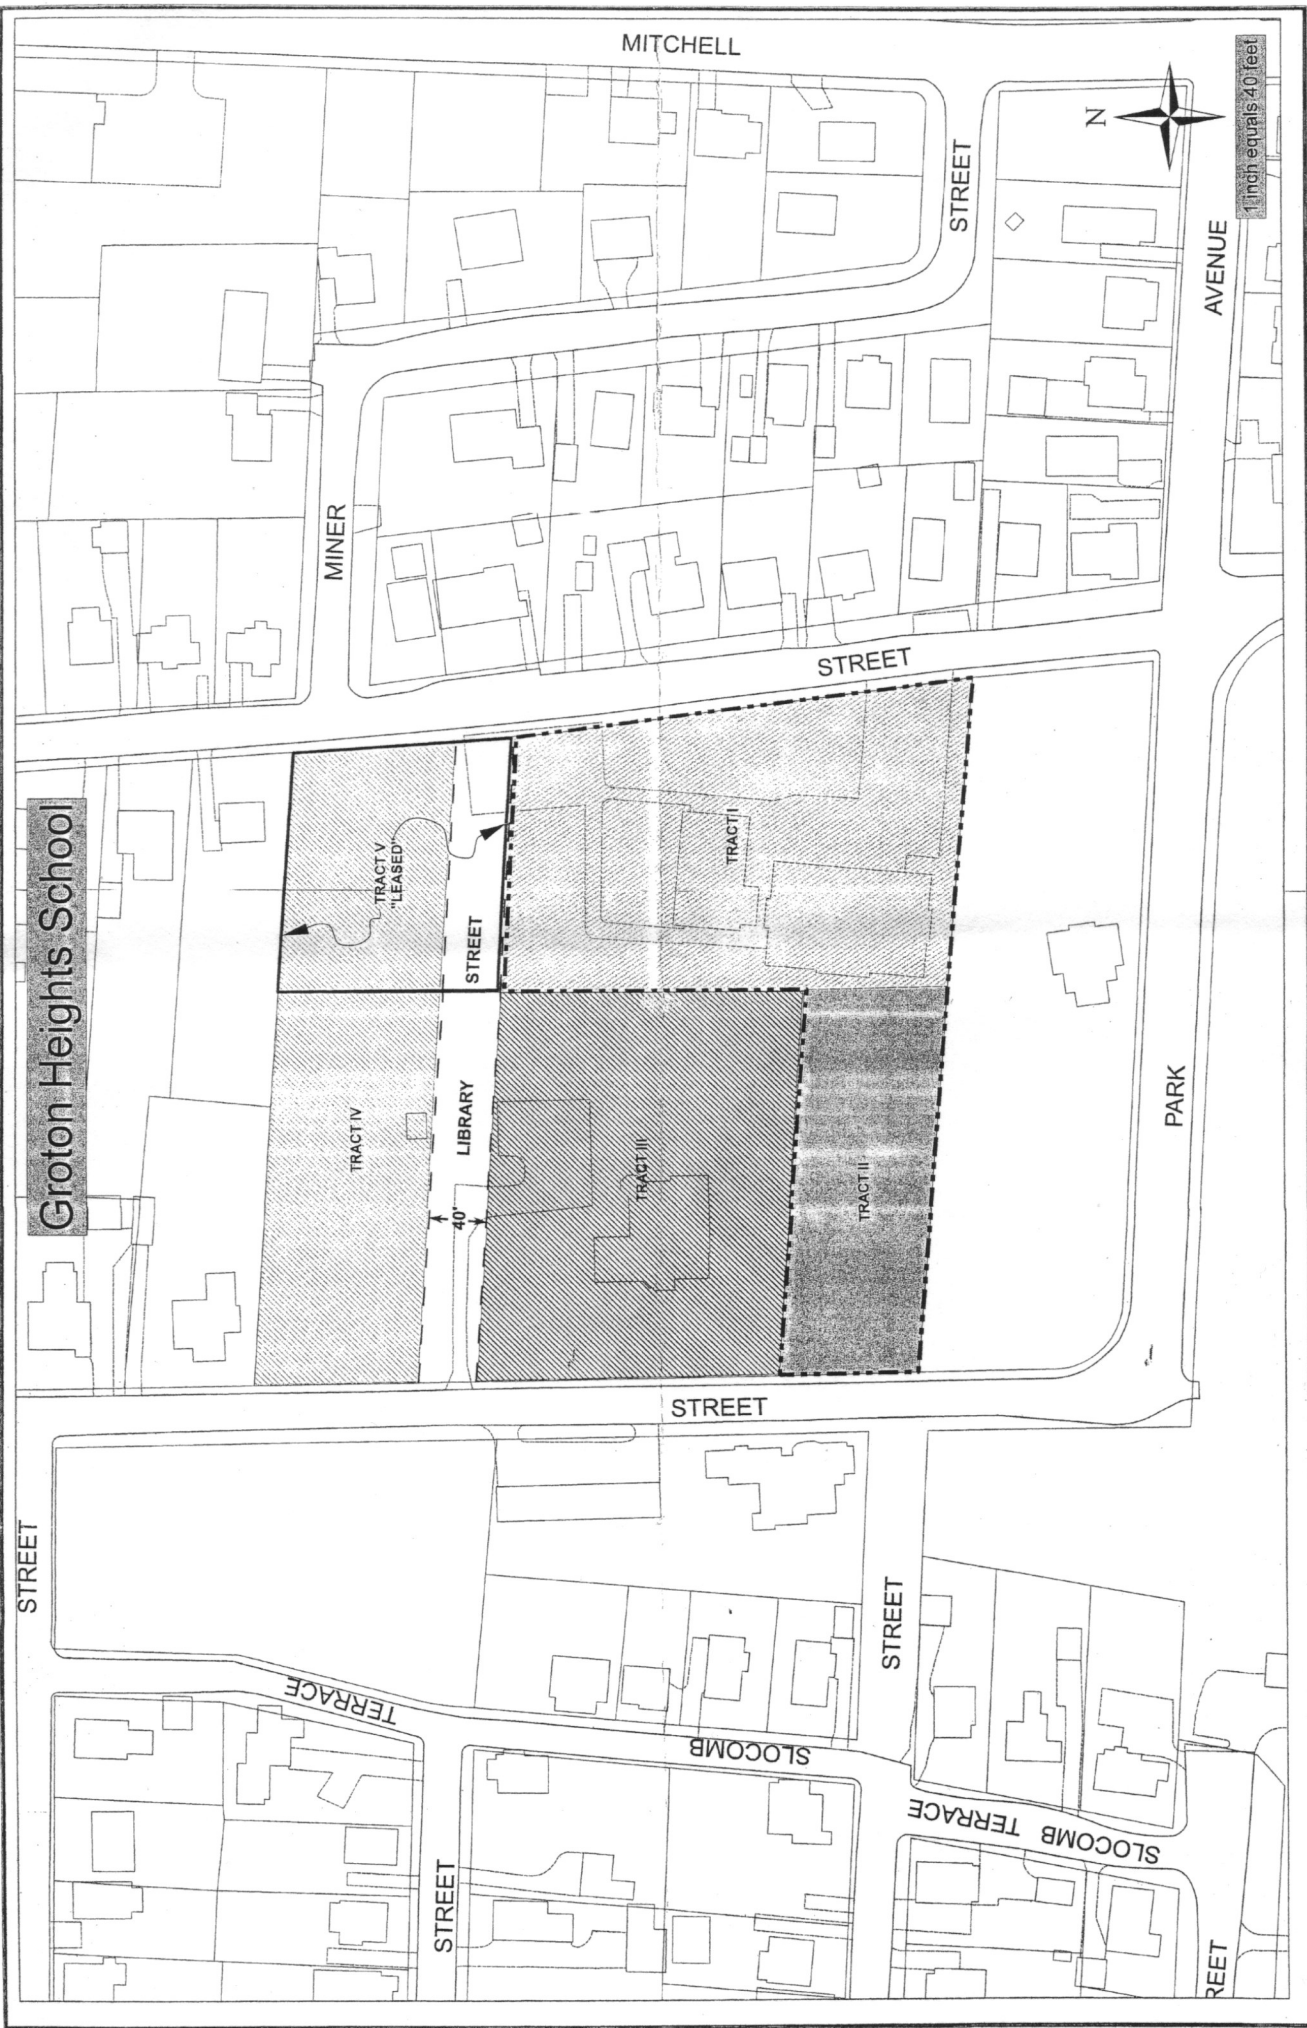 Groton Heights School
1 inch equals 40 feet
N
MITCHELL
STREET
AVENUE
MINER
STREET
TRACT V
"LEASED"
STREET
TRACT I
TRACT IV
LIBRARY
40'
TRACT III
TRACT II
PARK
STREET
STREET
STREET
TERRACE
SLOCOMB
SLOCOMB TERRACE
STREET
REET